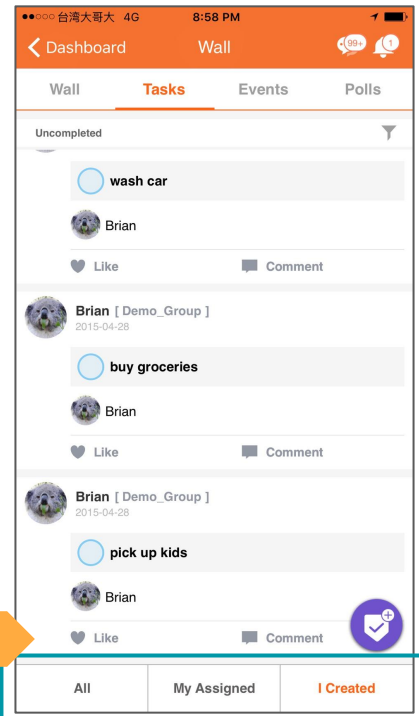 台湾大哥大 4G 8:58 PM
Dashboard Wall 99+ 1
Wall Tasks Events Polls
Uncompleted
wash car
Brian
Like Comment
Brian [ Demo_Group ]
2015-04-28
buy groceries
Brian
Like Comment
Brian [ Demo_Group ]
2015-04-28
pick up kids
Brian
Like Comment
All My Assigned I Created